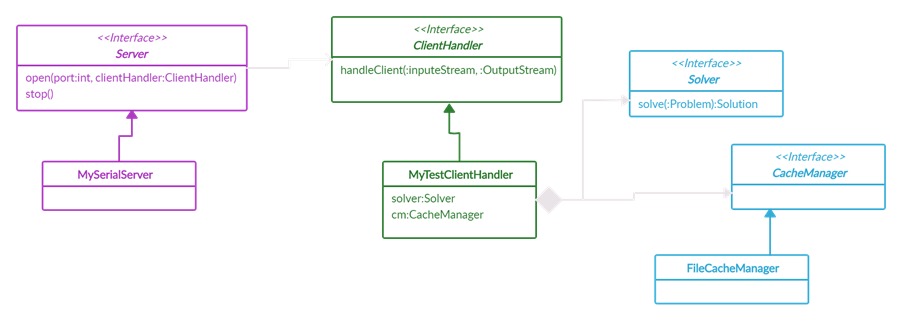 <<Interface>>
Server
open(port:int, clientHandler:ClientHandler)
stop()
MySerialServer
<<Interface>>
ClientHandler
handleClient(:inputeStream, :OutputStream)
MyTestClientHandler
solver:Solver
cm:CacheManager
<<Interface>>
Solver
solve(:Problem):Solution
<<Interface>>
CacheManager
FileCacheManager